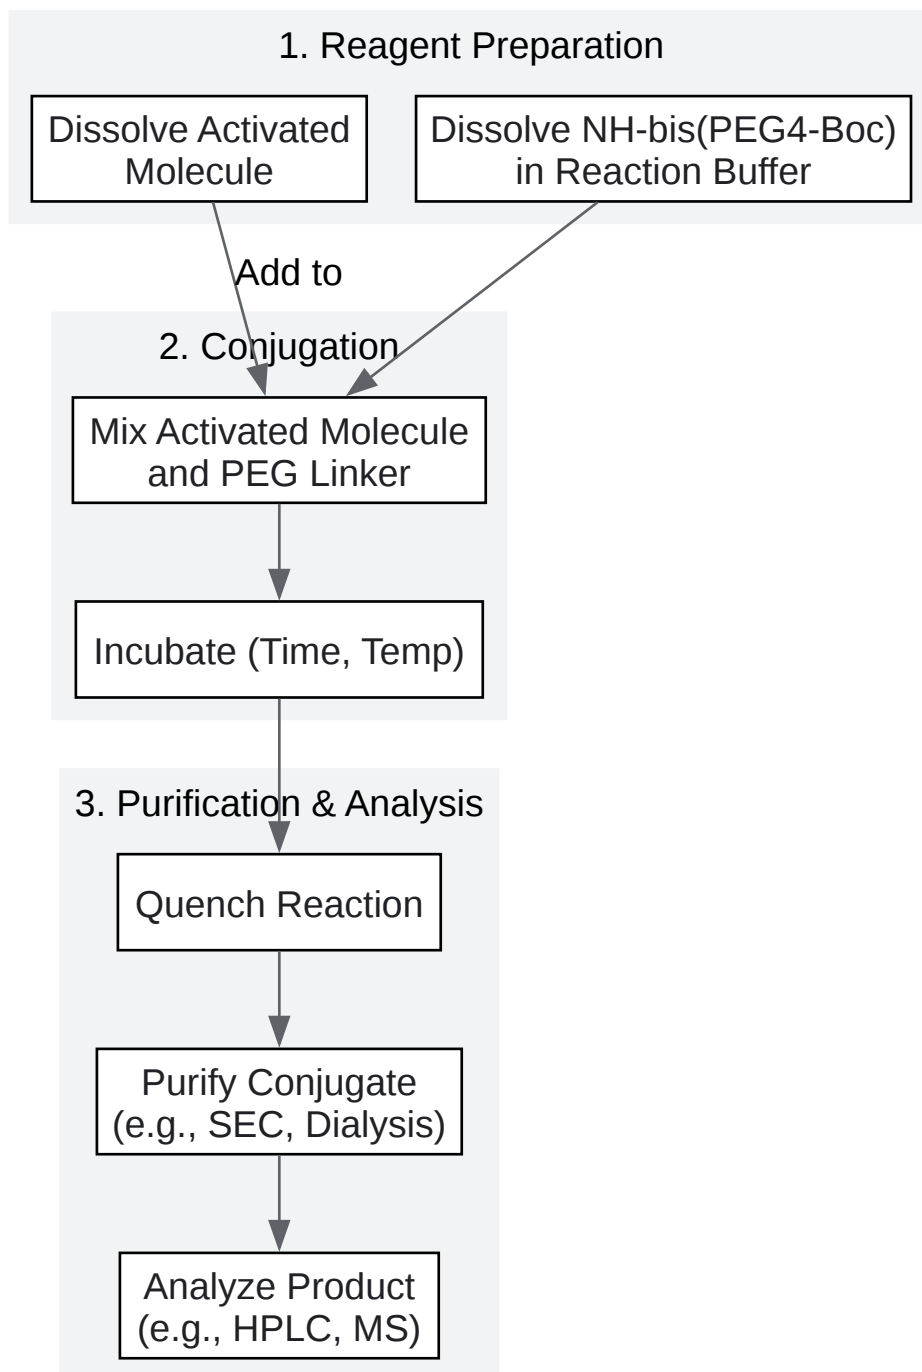 1. Reagent Preparation
Dissolve Activated
Molecule
Dissolve NH-bis(PEG4-Boc)
in Reaction Buffer
Add to
2. Conjugation
Mix Activated Molecule
and PEG Linker
Incubate (Time, Temp)
3. Purification & Analysis
Quench Reaction
Purify Conjugate
(e.g., SEC, Dialysis)
Analyze Product
(e.g., HPLC, MS)